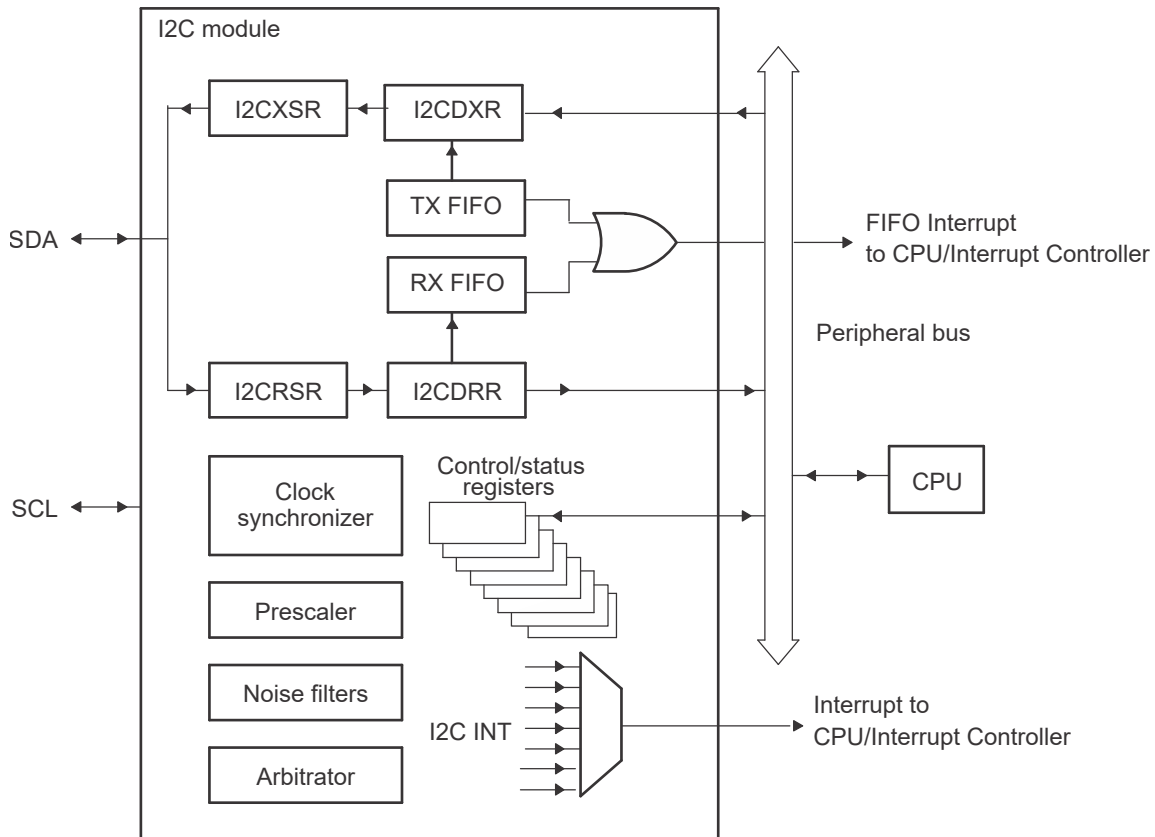 I2C module
I2CXSR
I2CDXR
TX FIFO
SDA
FIFO Interrupt
to CPU/Interrupt Controller
RX FIFO
Peripheral bus
I2CRSR
I2CDRR
Control/status
registers
CPU
SCL
Clock
synchronizer
Prescaler
Noise filters
I2C INT
Interrupt to
CPU/Interrupt Controller
Arbitrator